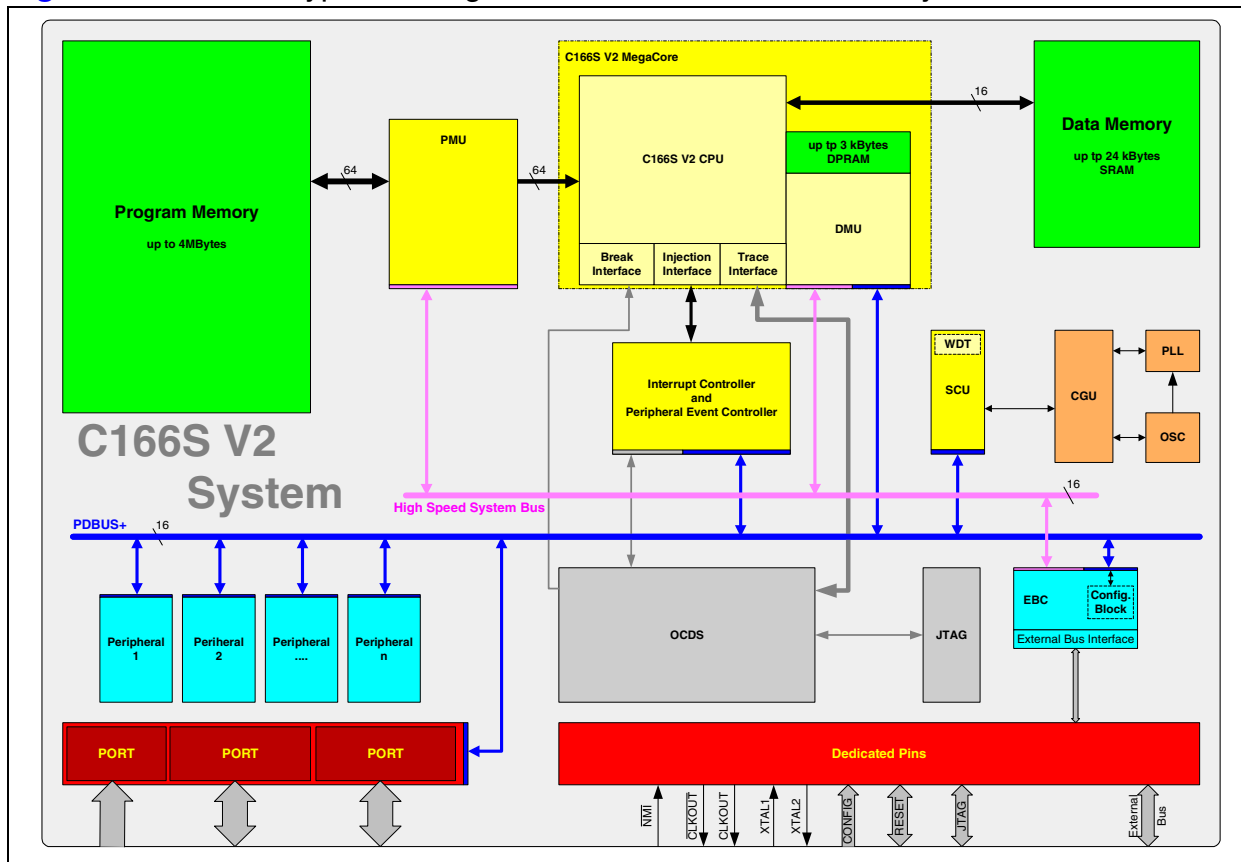 C166S V2 MegaCore
16
Data Memory
up tp 24 kBytes
SRAM
PMU
C166S V2 CPU
up tp 3 kBytes
DPRAM
64
64
Program Memory
up to 4MBytes
DMU
Break
Interface
Injection
Interface
Trace
Interface
WDT
SCU
CGU
PLL
OSC
Interrupt Controller
and
Peripheral Event Controller
C166S V2
System
16
High Speed System Bus
PDBUS+
16
Peripheral
1
Periheral
2
Peripheral
....
Peripheral
n
OCDS
JTAG
EBC
Config.
Block
External Bus Interface
PORT
PORT
PORT
Dedicated Pins
NMI
CLKOUT
CLKOUT
XTAL1
XTAL2
CONFIG
RESET
JTAG
External
Bus